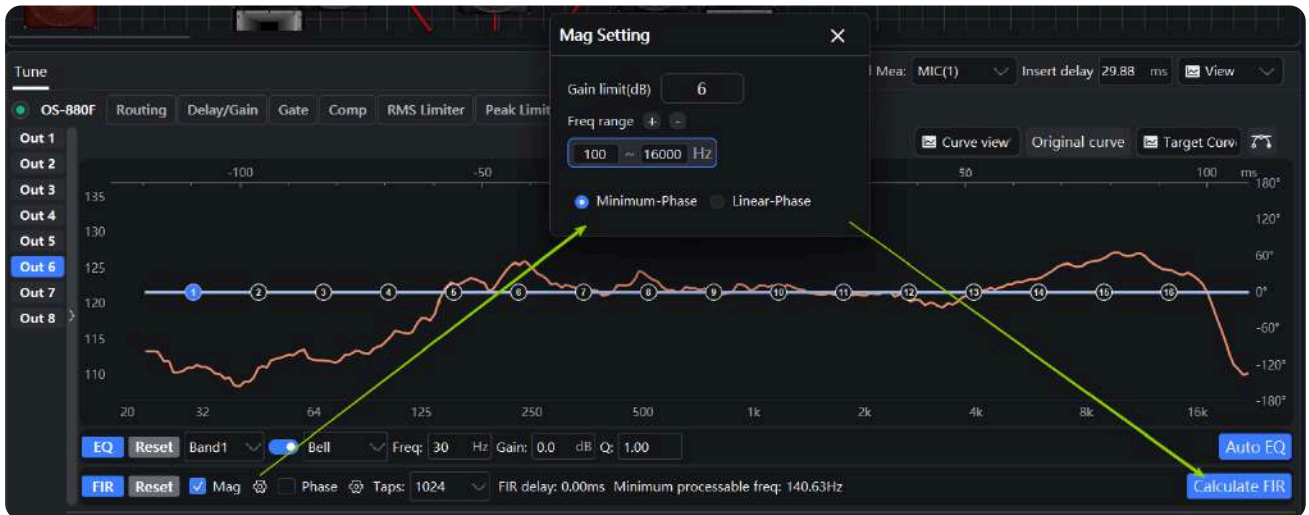 Mag Setting
Gain limit(dB) 6
Freq range + -
100 ~ 16000 Hz
Minimum-Phase Linear-Phase
Tune
Mea: MIC(1) Insert delay 29.88 ms View
OS-880F Routing Delay/Gain Gate Comp RMS Limiter Peak Limit
Curve view Original curve Target Curv
Out 1
Out 2
Out 3
Out 4
Out 5
Out 6
Out 7
Out 8
-100 -50 50 100 ms
135 180°
130 120°
125 60°
120 0°
115 -60°
110 -120°
-180°
1 2 3 4 5 6 7 8 9 10 11 12 13 14 15 16
20 32 64 125 250 500 1k 2k 4k 8k 16k
EQ Reset Band1 Bell Freq: 30 Hz Gain: 0.0 dB Q: 1.00 Auto EQ
FIR Reset Mag Phase Taps: 1024 FIR delay: 0.00ms Minimum processable freq: 140.63Hz Calculate FIR